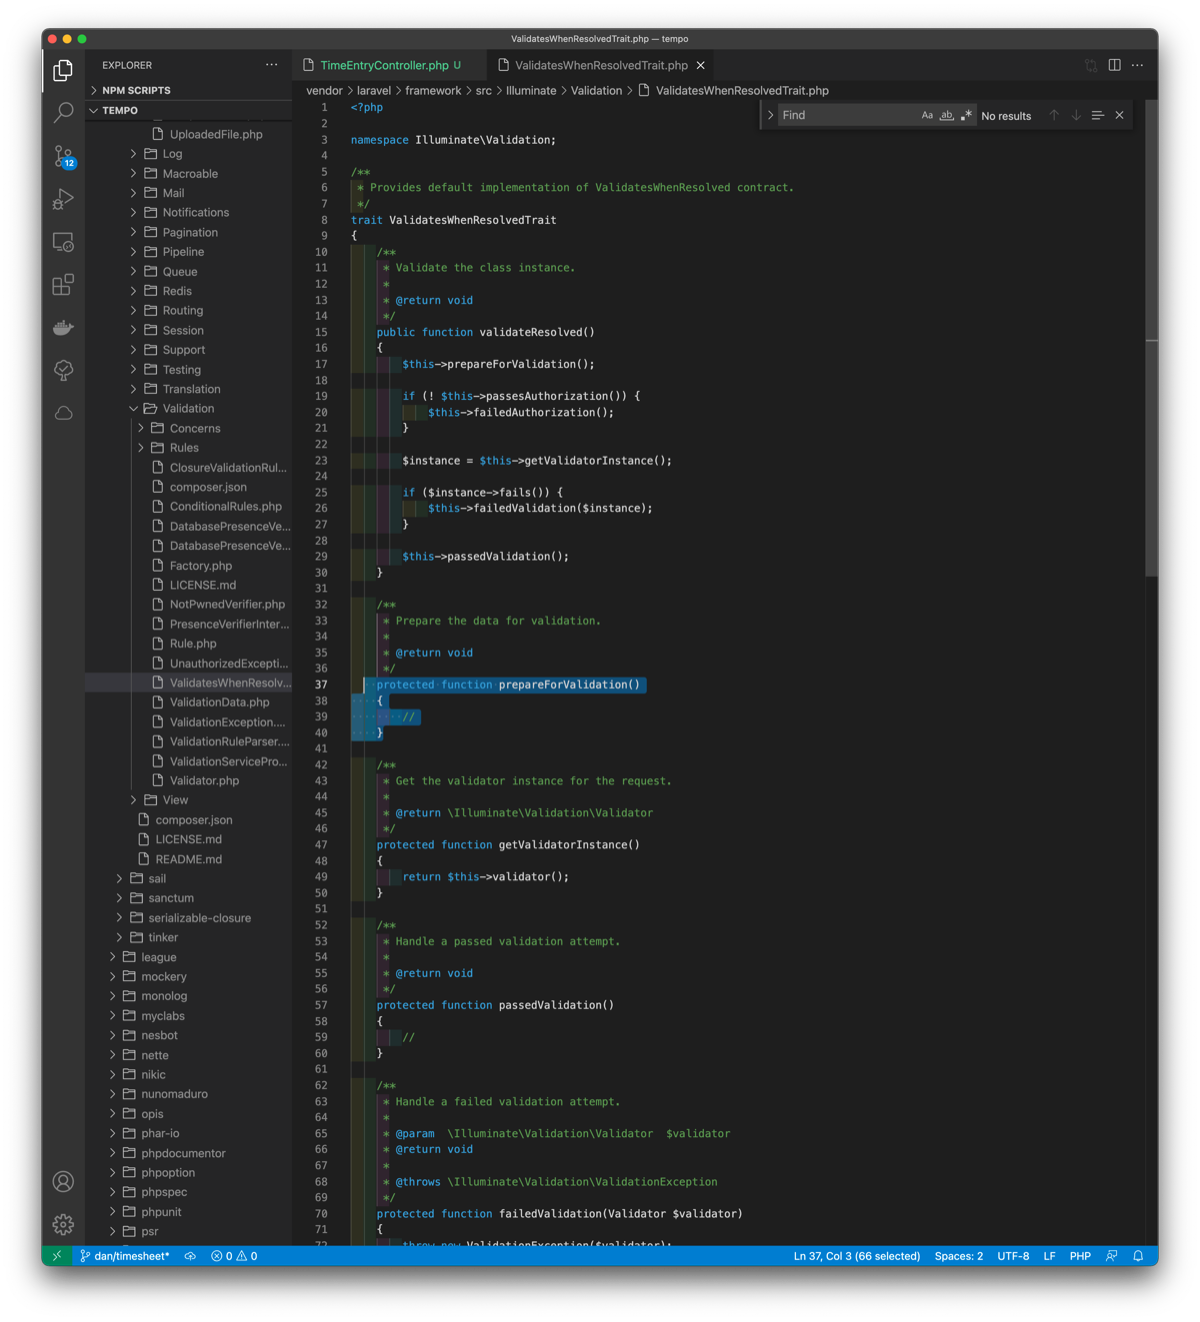 ValidatesWhenResolvedTrait.php — tempo
EXPLORER
NPM SCRIPTS
TEMPO
UploadedFile.php
Log
Macroable
Mail
Notifications
Pagination
Pipeline
Queue
Redis
Routing
Session
Support
Testing
Translation
Validation
Concerns
Rules
ClosureValidationRul...
composer.json
ConditionalRules.php
DatabasePresenceVe...
DatabasePresenceVe...
Factory.php
LICENSE.md
NotPwnedVerifier.php
PresenceVerifierInter...
Rule.php
UnauthorizedExcepti...
ValidatesWhenResolv...
ValidationData.php
ValidationException....
ValidationRuleParser....
ValidationServicePro...
Validator.php
View
composer.json
LICENSE.md
README.md
sail
sanctum
serializable-closure
tinker
league
mockery
monolog
myclabs
nesbot
nette
nikic
nunomaduro
opis
phar-io
phpdocumentor
phpoption
phpspec
phpunit
psr
12
TimeEntryController.php U
ValidatesWhenResolvedTrait.php
vendor > laravel > framework > src > Illuminate > Validation > ValidatesWhenResolvedTrait.php
Find
Aa ab .*
No results
1 <?php
2
3 namespace Illuminate\Validation;
4
5 /**
6 * Provides default implementation of ValidatesWhenResolved contract.
7 */
8 trait ValidatesWhenResolvedTrait
9 {
10 /**
11 * Validate the class instance.
12 *
13 * @return void
14 */
15 public function validateResolved()
16 {
17 $this->prepareForValidation();
18
19 if (! $this->passesAuthorization()) {
20 $this->failedAuthorization();
21 }
22
23 $instance = $this->getValidatorInstance();
24
25 if ($instance->fails()) {
26 $this->failedValidation($instance);
27 }
28
29 $this->passedValidation();
30 }
31
32 /**
33 * Prepare the data for validation.
34 *
35 * @return void
36 */
37 protected function prepareForValidation()
38 {
39 //
40 }
41
42 /**
43 * Get the validator instance for the request.
44 *
45 * @return \Illuminate\Validation\Validator
46 */
47 protected function getValidatorInstance()
48 {
49 return $this->validator();
50 }
51
52 /**
53 * Handle a passed validation attempt.
54 *
55 * @return void
56 */
57 protected function passedValidation()
58 {
59 //
60 }
61
62 /**
63 * Handle a failed validation attempt.
64 *
65 * @param \Illuminate\Validation\Validator $validator
66 * @return void
67 *
68 * @throws \Illuminate\Validation\ValidationException
69 */
70 protected function failedValidation(Validator $validator)
71 {
72 throw new ValidationException($validator);
dan/timesheet* 0 0
Ln 37, Col 3 (66 selected) Spaces: 2 UTF-8 LF PHP